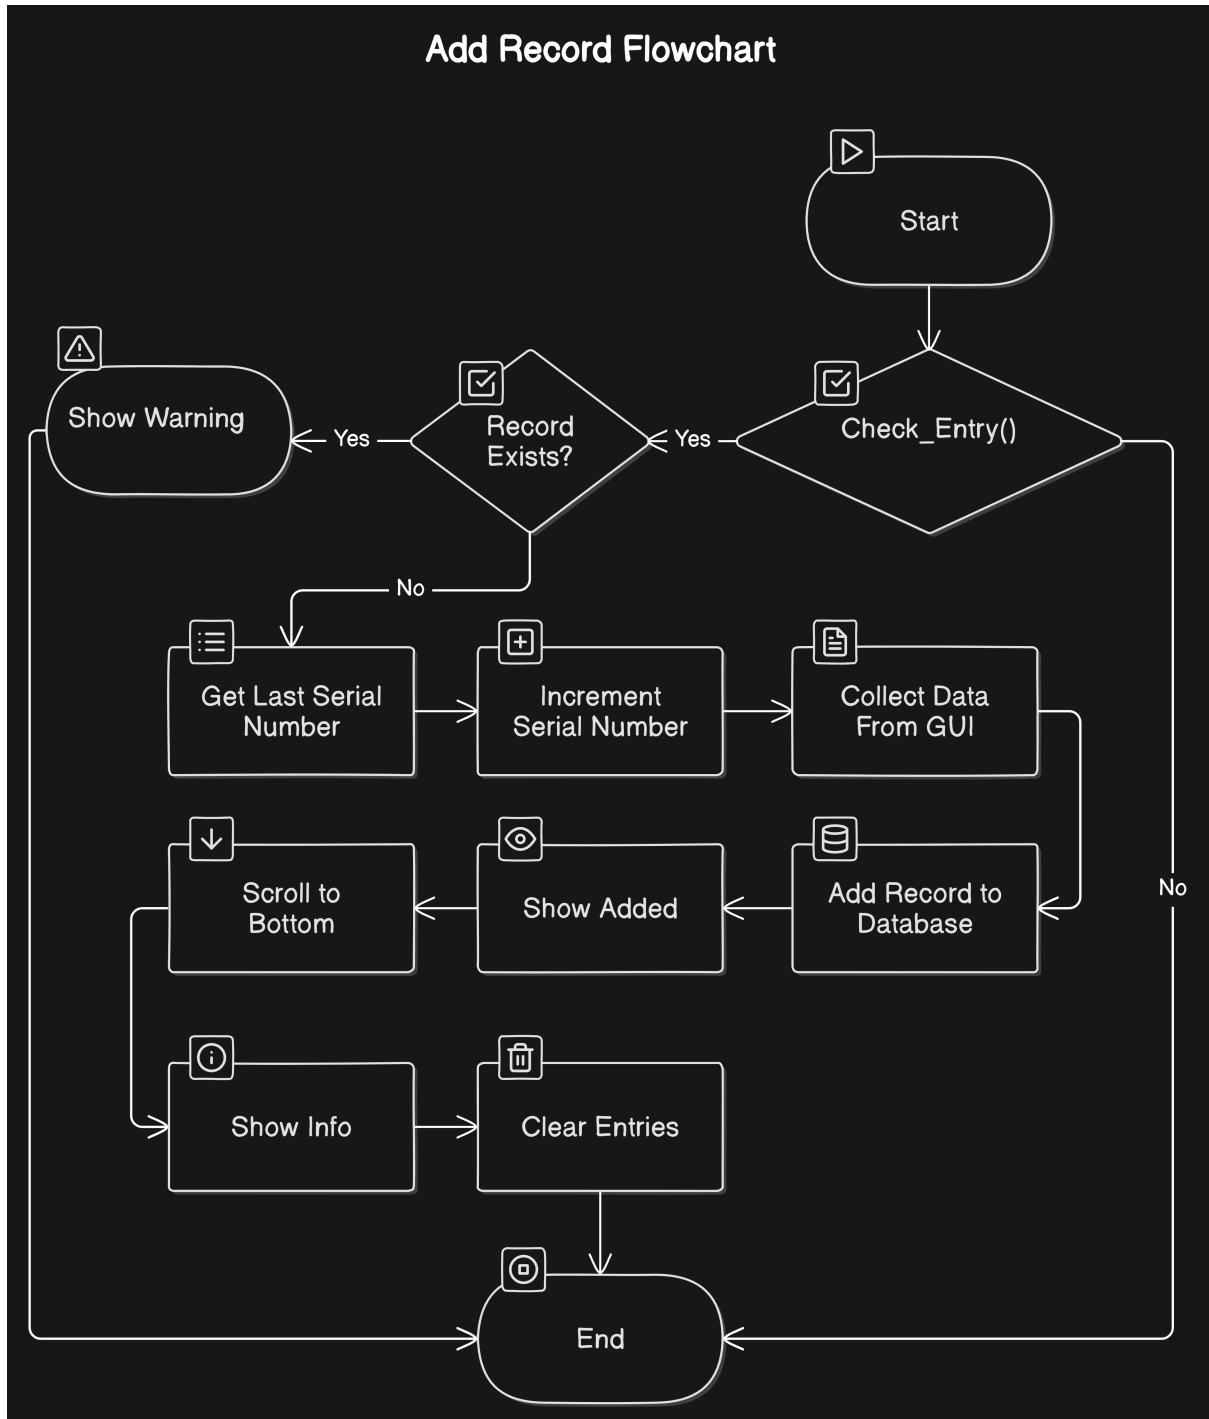 Add Record Flowchart
Start
Show Warning
Yes
Record
Exists?
Yes
Check_Entry()
No
Get Last Serial
Number
Increment
Serial Number
Collect Data
From GUI
Scroll to
Bottom
Show Added
Add Record to
Database
No
Show Info
Clear Entries
End